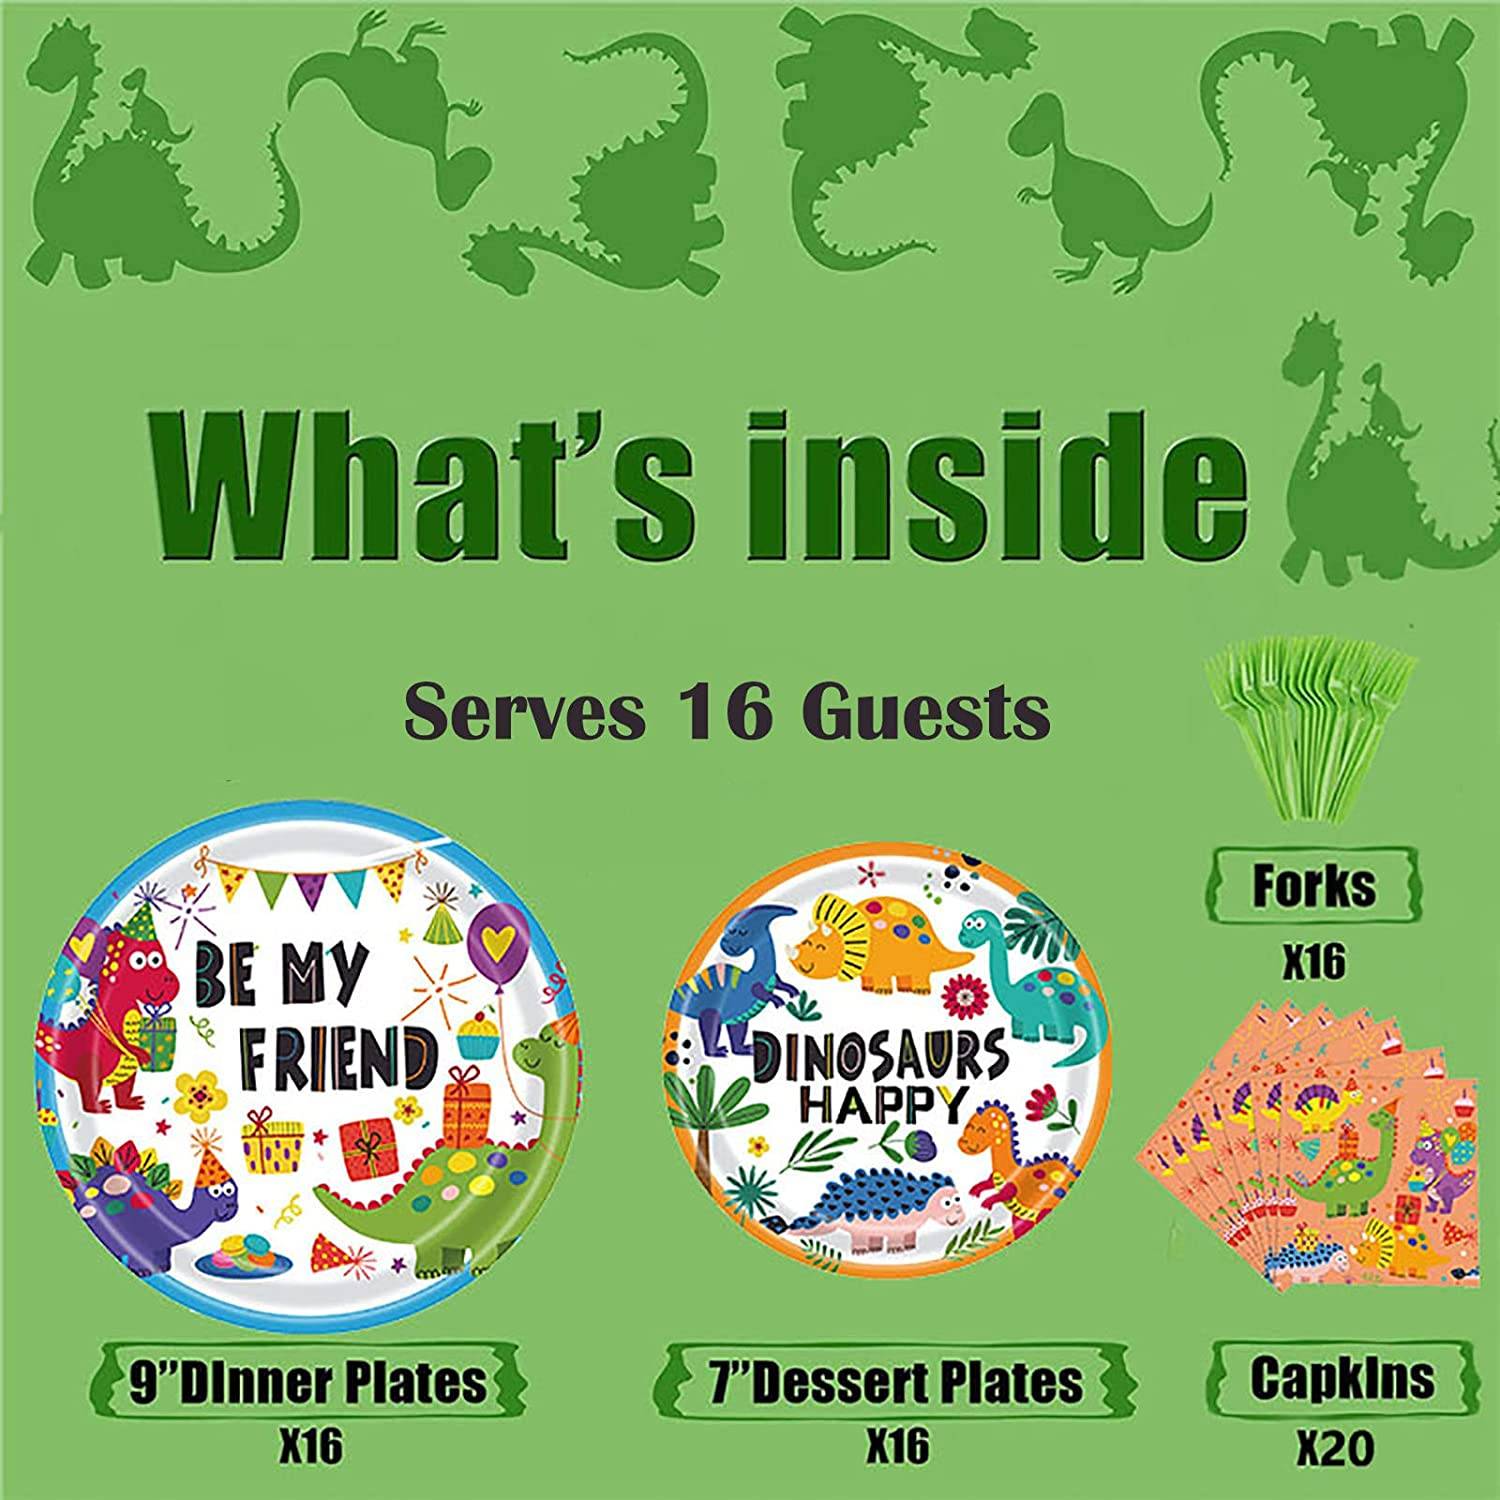 What's inside
Serves 16 Guests
BE MY
FRIEND
9”DInner Plates
X16
DINOSAURS
HAPPY
7”Dessert Plates
X16
Forks
X16
CapkIns
X20